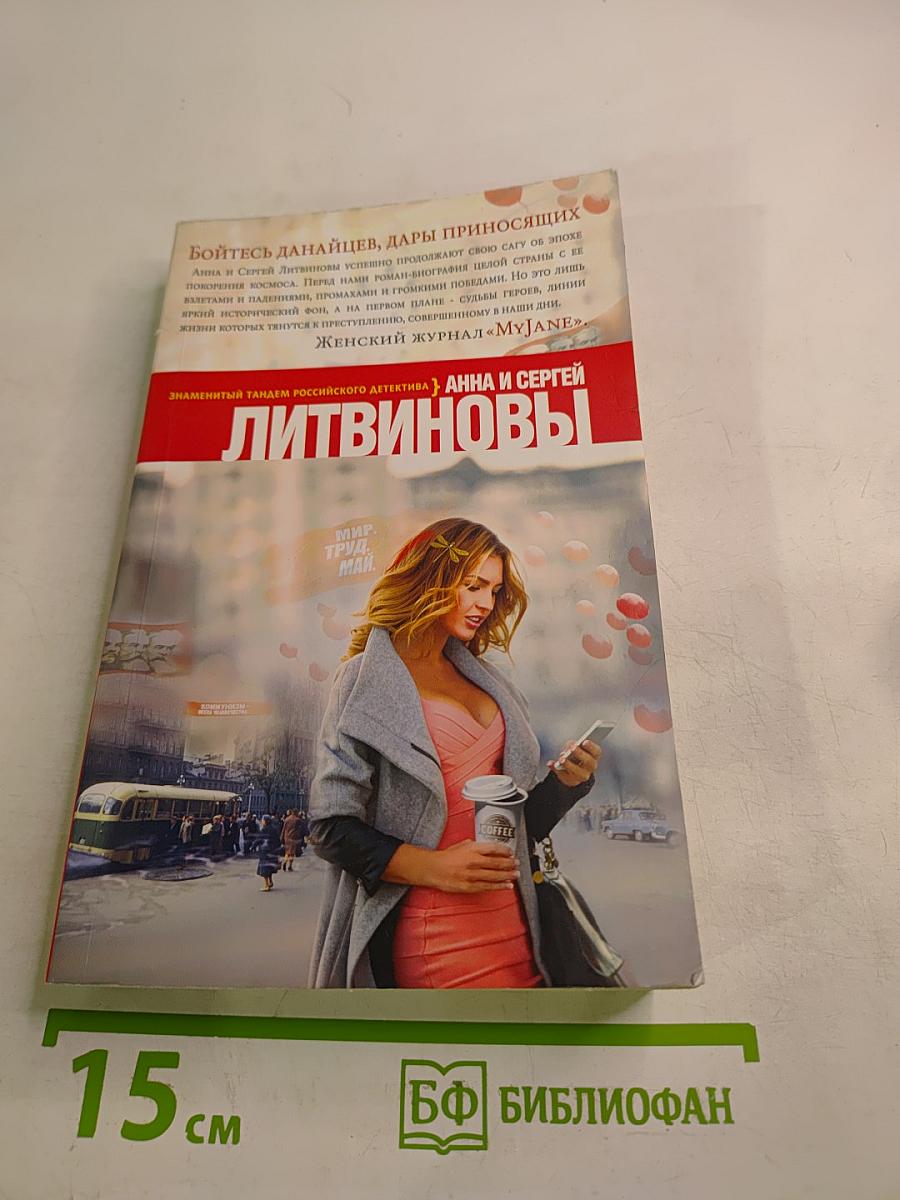 Бойтесь данайцев, дары приносящих
Анна и Сергей Литвиновы успешно продолжают свою сагу об эпохе
покорения космоса. Перед нами роман-биография целой страны с ее
взлетами и падениями, промахами и громкими победами. Но это лишь
яркий исторический фон, а на первом плане - судьбы героев, линии
жизни которых тянутся к преступлению, совершенному в наши дни.
Женский журнал «MyJane».
ЗНАМЕНИТЫЙ ТАНДЕМ РОССИЙСКОГО ДЕТЕКТИВА } АННА И СЕРГЕЙ
ЛИТВИНОВЫ
МИР.
ТРУД.
МАЙ.
КОММУНИЗМ -
COFFEE
15 см
БФ БИБЛИОФАН